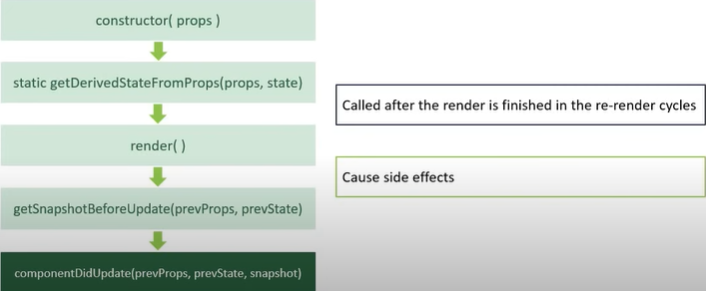 constructor( props )
static getDerivedStateFromProps(props, state)
render( )
getSnapshotBeforeUpdate(prevProps, prevState)
componentDidUpdate(prevProps, prevState, snapshot)
Called after the render is finished in the re-render cycles
Cause side effects